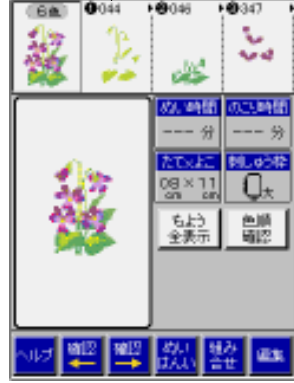 6色 ❶044 ❷046 ❸347
ぬい時間 のこり時間
--- 分 --- 分
たて×よこ 刺しゅう枠
08×11 大
cm cm
もよう 色順
全表示 確認
ヘルプ 確認 確認 ぬい 組み 編集
はんい 合せ